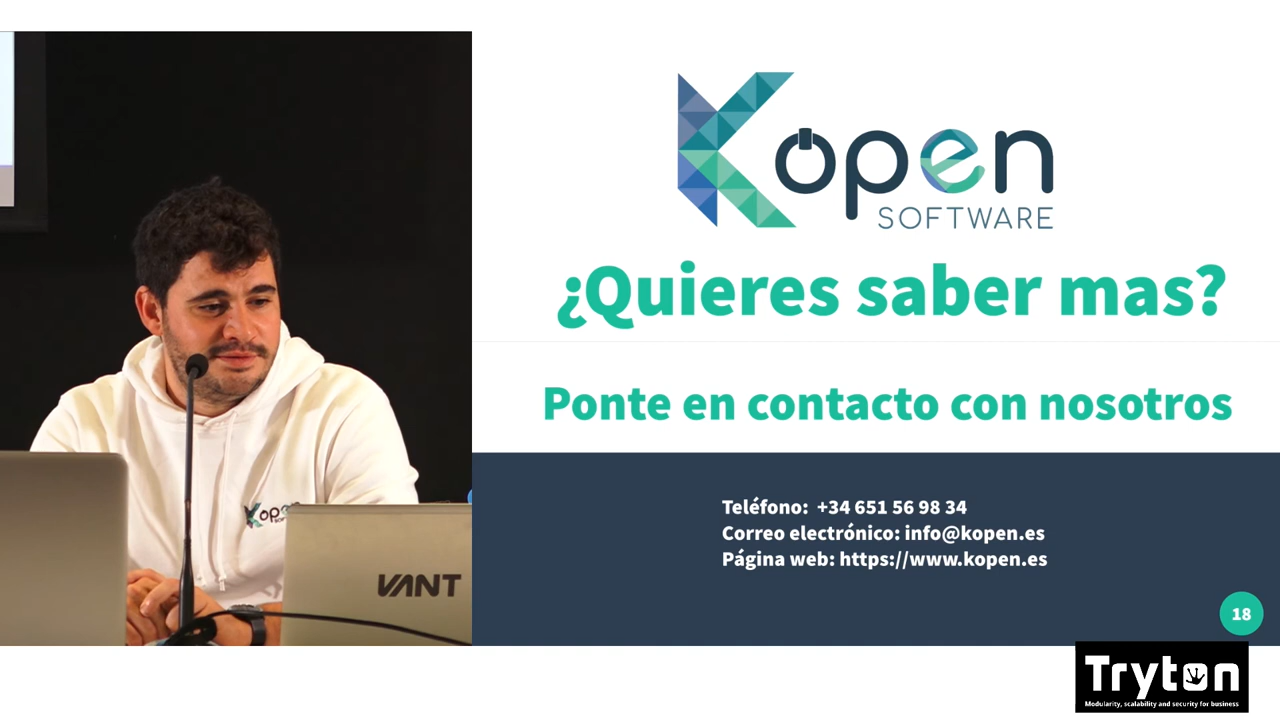 Kopen
SOFTWARE
¿Quieres saber mas?
Ponte en contacto con nosotros
Teléfono: +34 651 56 98 34
Correo electrónico: info@kopen.es
Página web: https://www.kopen.es
18
Kopen
VANT
Tryton
Modularity, scalability and security for business